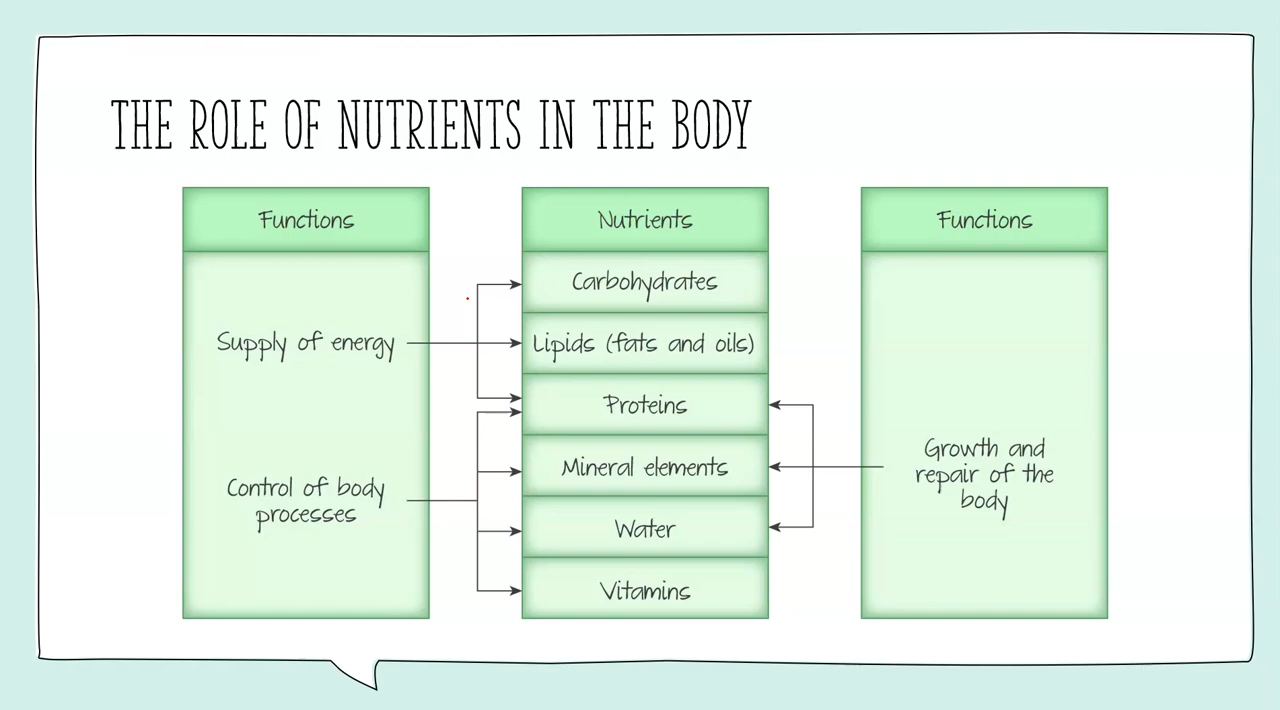 THE ROLE OF NUTRIENTS IN THE BODY
Functions
Supply of energy
Control of body
processes
Nutrients
Carbohydrates
Lipids (fats and oils)
Proteins
Mineral elements
Water
Vitamins
Functions
Growth and
repair of the
body